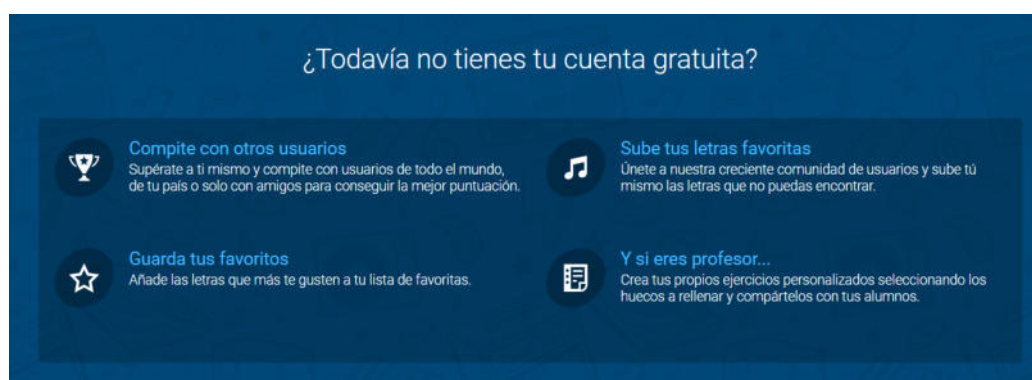 ¿Todavía no tienes tu cuenta gratuita?
Compite con otros usuarios
Supérate a ti mismo y compite con usuarios de todo el mundo,
de tu país o solo con amigos para conseguir la mejor puntuación.
Sube tus letras favoritas
Únete a nuestra creciente comunidad de usuarios y sube tú
mismo las letras que no puedas encontrar.
Guarda tus favoritos
Añade las letras que más te gusten a tu lista de favoritas.
Y si eres profesor...
Crea tus propios ejercicios personalizados seleccionando los
huecos a rellenar y compártelos con tus alumnos.